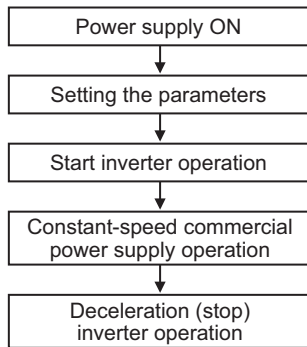 Power supply ON
Setting the parameters
Start inverter operation
Constant-speed commercial
power supply operation
Deceleration (stop)
inverter operation